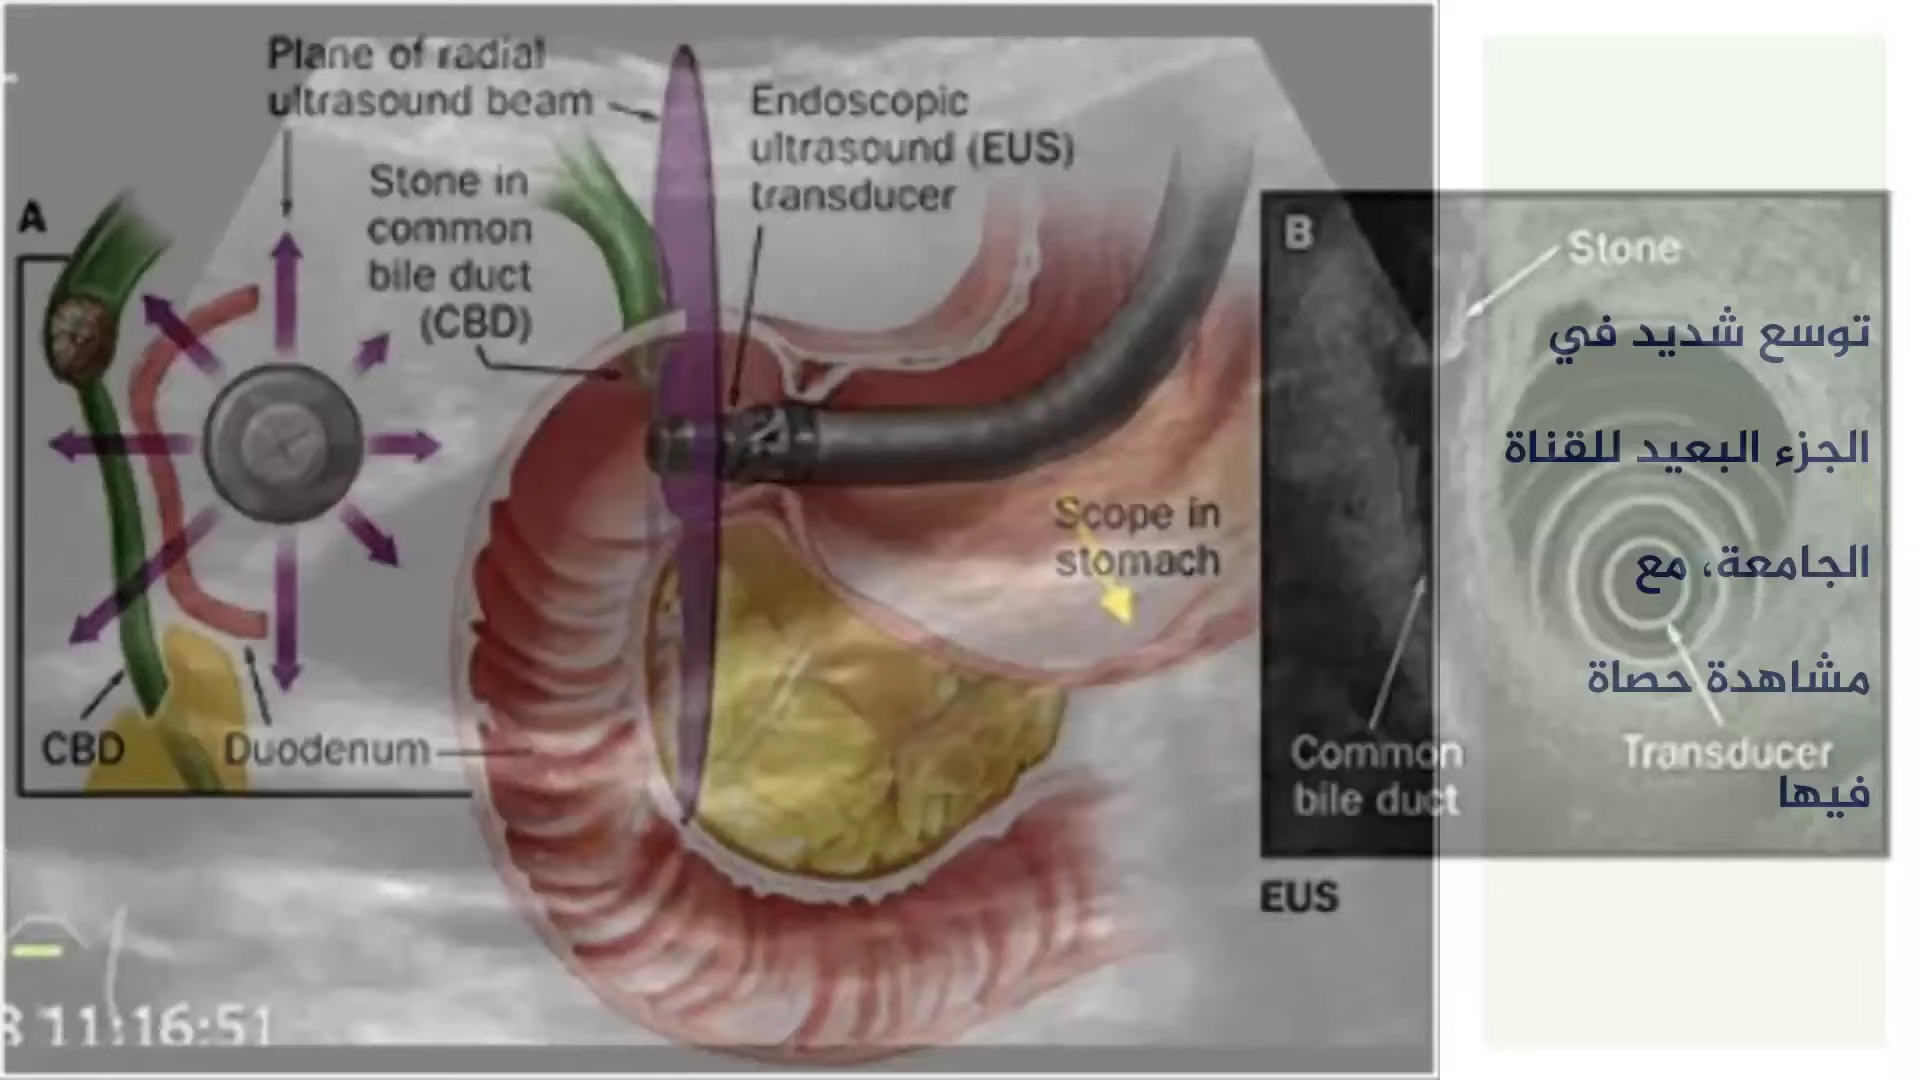 Plane of radial
ultrasound beam
Endoscopic
ultrasound (EUS)
transducer
Stone in
common
bile duct
(CBD)
A
B
Stone
توسع شديد في
الجزء البعيد للقناة
الجامعة، مع
مشاهدة حصاة
فيها
Scope in
stomach
CBD
Duodenum
Common
bile duct
Transducer
EUS
8 11:16:51